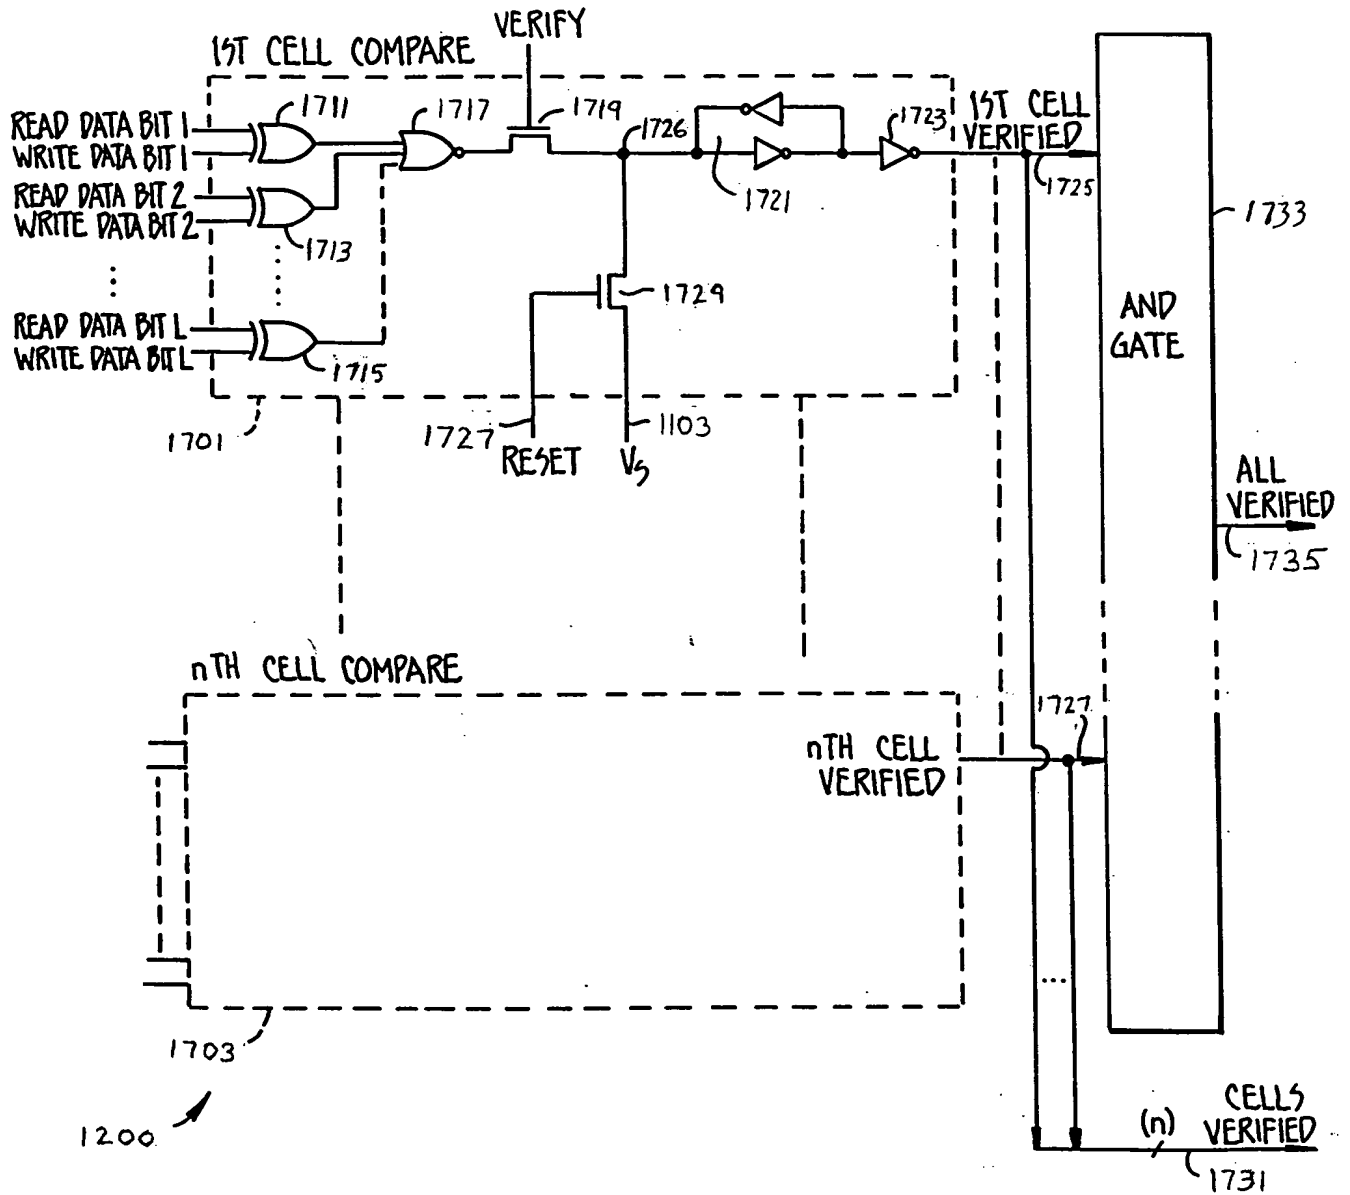 VERIFY
1ST CELL COMPARE
1711
1717
1719
1726
1723
1ST CELL
VERIFIED
READ DATA BIT 1
WRITE DATA BIT 1
READ DATA BIT 2
WRITE DATA BIT 2
1713
1721
1725
1733
1729
AND
GATE
READ DATA BIT L
WRITE DATA BIT L
1715
1701
1727
RESET
1103
VS
ALL
VERIFIED
1735
nTH CELL COMPARE
1727
nTH CELL
VERIFIED
1703
1200
...
(n)
CELLS
VERIFIED
1731